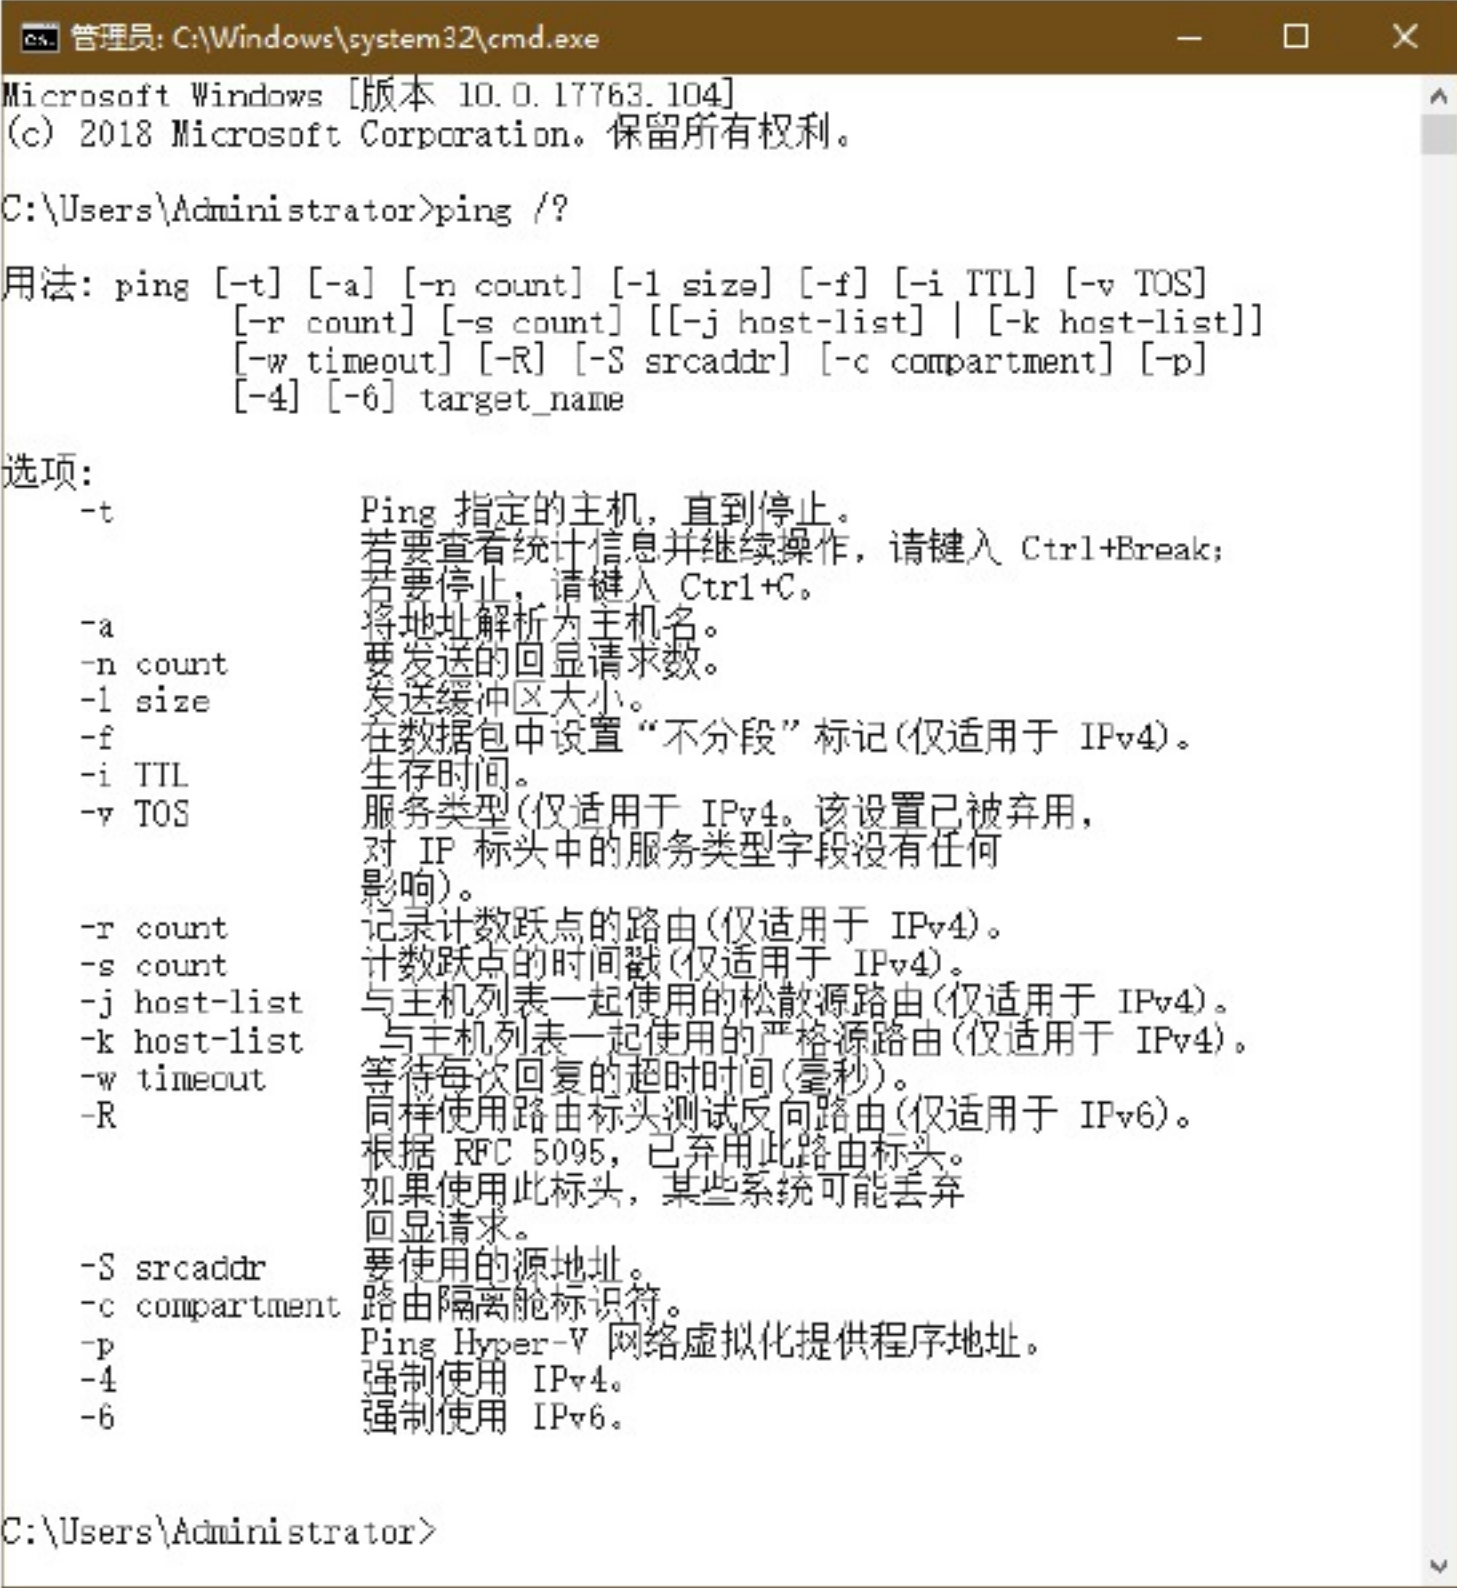 管理员: C:\Windows\system32\cmd.exe
Microsoft Windows [版本 10.0.17763.104]
(c) 2018 Microsoft Corporation。保留所有权利。
C:\Users\Administrator>ping /?
用法: ping [-t] [-a] [-n count] [-l size] [-f] [-i TTL] [-v TOS]
[-r count] [-s count] [[-j host-list] | [-k host-list]]
[-w timeout] [-R] [-S srcaddr] [-c compartment] [-p]
[-4] [-6] target_name
选项:
-t Ping 指定的主机，直到停止。
若要查看统计信息并继续操作，请键入 Ctrl+Break;
若要停止，请键入 Ctrl+C。
-a 将地址解析为主机名。
-n count 要发送的回显请求数。
-l size 发送缓冲区大小。
-f 在数据包中设置“不分段”标记(仅适用于 IPv4)。
-i TTL 生存时间。
-v TOS 服务类型(仅适用于 IPv4。该设置已被弃用，
对 IP 标头中的服务类型字段没有任何
影响)。
-r count 记录计数跃点的路由(仅适用于 IPv4)。
-s count 计数跃点的时间戳(仅适用于 IPv4)。
-j host-list 与主机列表一起使用的松散源路由(仅适用于 IPv4)。
-k host-list 与主机列表一起使用的严格源路由(仅适用于 IPv4)。
-w timeout 等待每次回复的超时时间(毫秒)。
-R 同样使用路由标头测试反向路由(仅适用于 IPv6)。
根据 RFC 5095，已弃用此路由标头。
如果使用此标头，某些系统可能丢弃
回显请求。
-S srcaddr 要使用的源地址。
-c compartment 路由隔离舱标识符。
-p Ping Hyper-V 网络虚拟化提供程序地址。
-4 强制使用 IPv4。
-6 强制使用 IPv6。
C:\Users\Administrator>